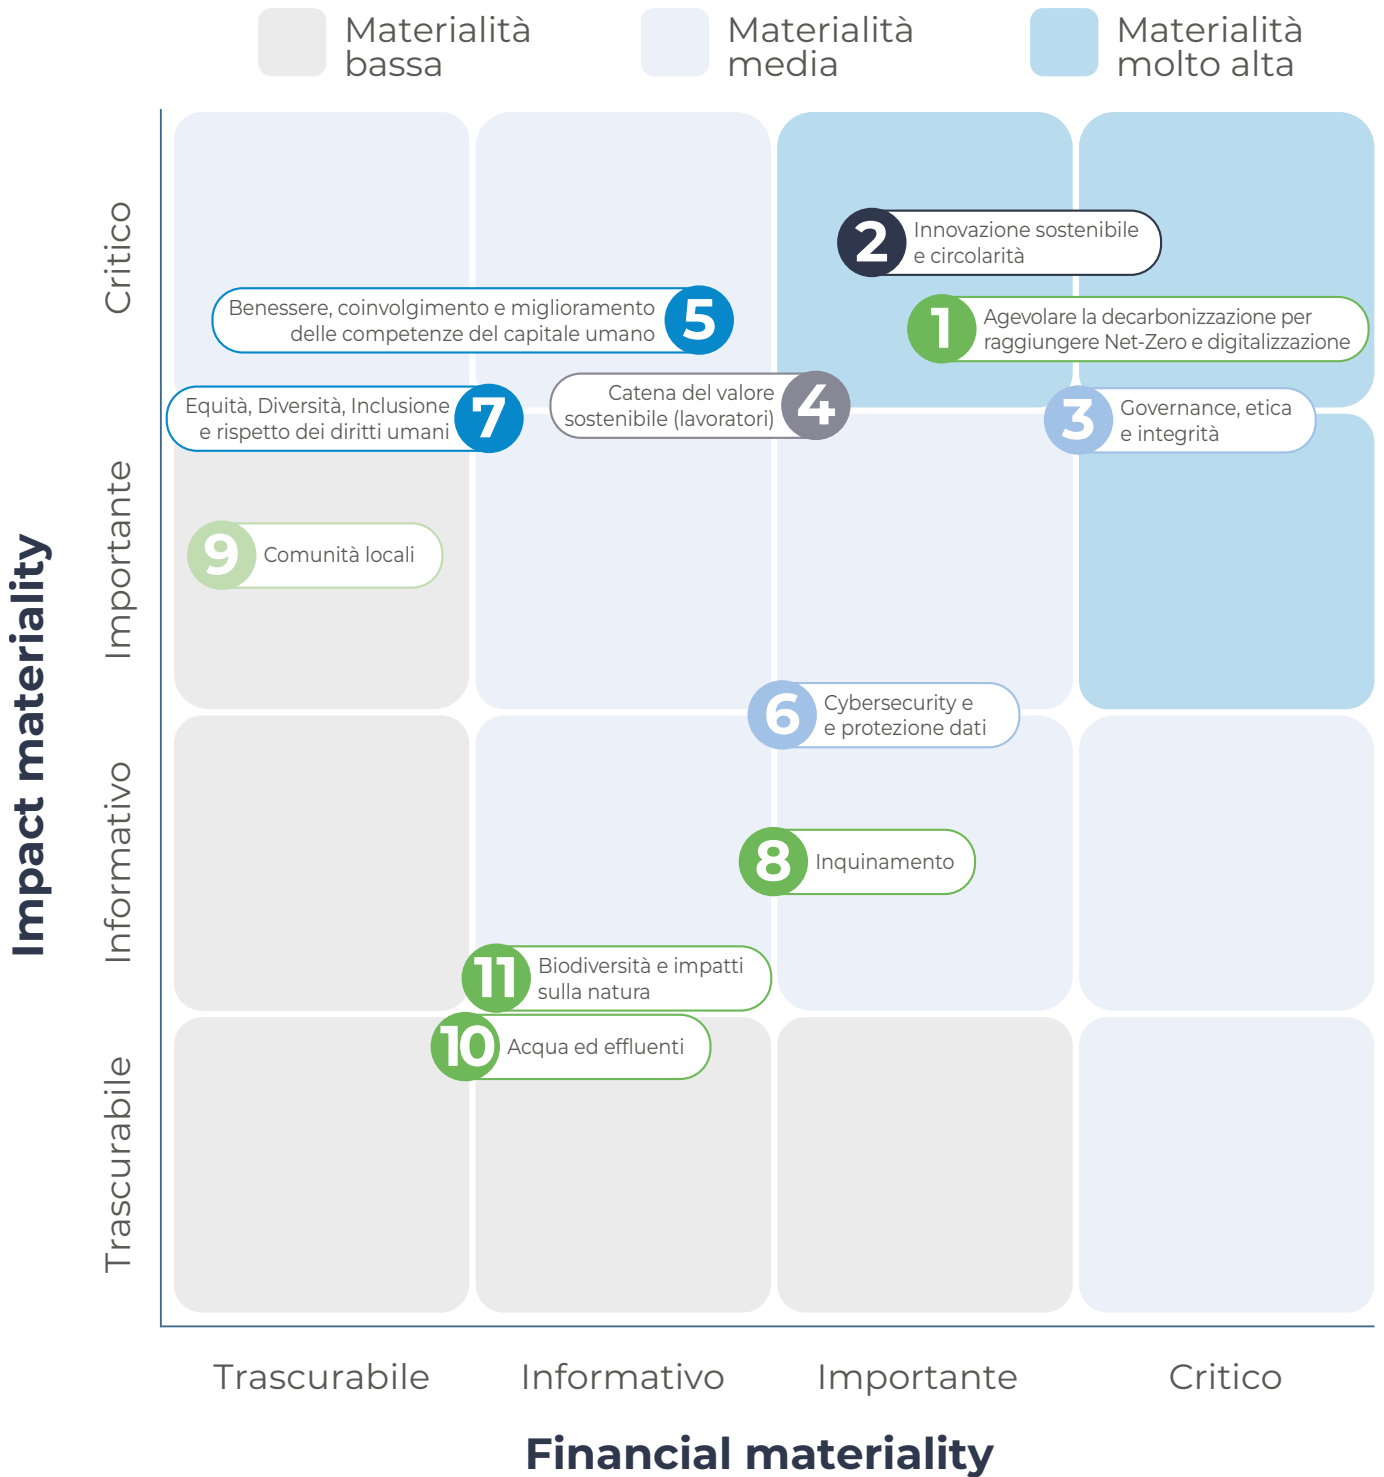 Materialità
bassa
Materialità
media
Materialità
molto alta
Impact materiality
Critico
Importante
Informativo
Trascurabile
2
Innovazione sostenibile
e circolarità
Benessere, coinvolgimento e miglioramento
delle competenze del capitale umano
5
1
Agevolare la decarbonizzazione per
raggiungere Net-Zero e digitalizzazione
Equità, Diversità, Inclusione
e rispetto dei diritti umani
7
Catena del valore
sostenibile (lavoratori)
4
3
Governance, etica
e integrità
9
Comunità locali
6
Cybersecurity e
e protezione dati
8
Inquinamento
11
Biodiversità e impatti
sulla natura
10
Acqua ed effluenti
Trascurabile
Informativo
Importante
Critico
Financial materiality